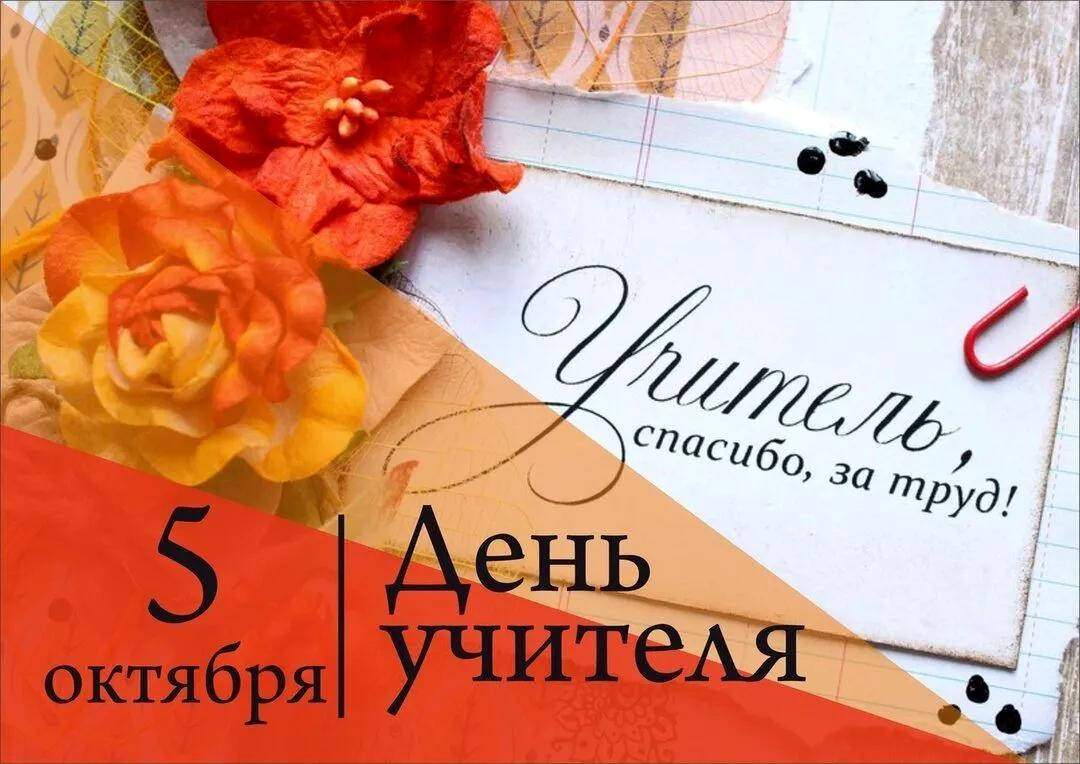 Учитель,
спасибо, за труд!
5
октября
День
учителя